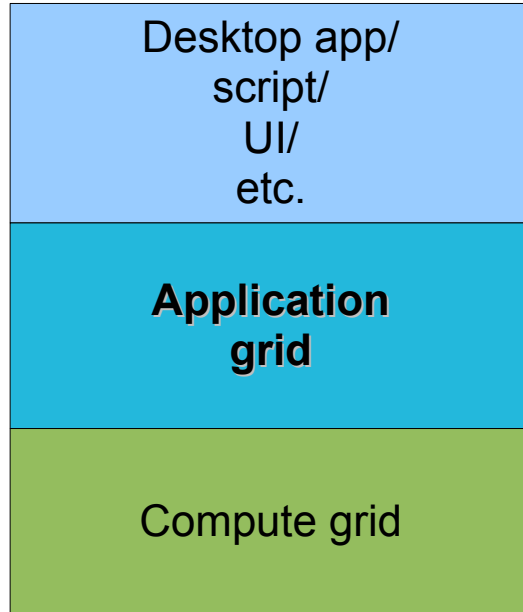 Desktop app/
script/
UI/
etc.
Application
grid
Compute grid